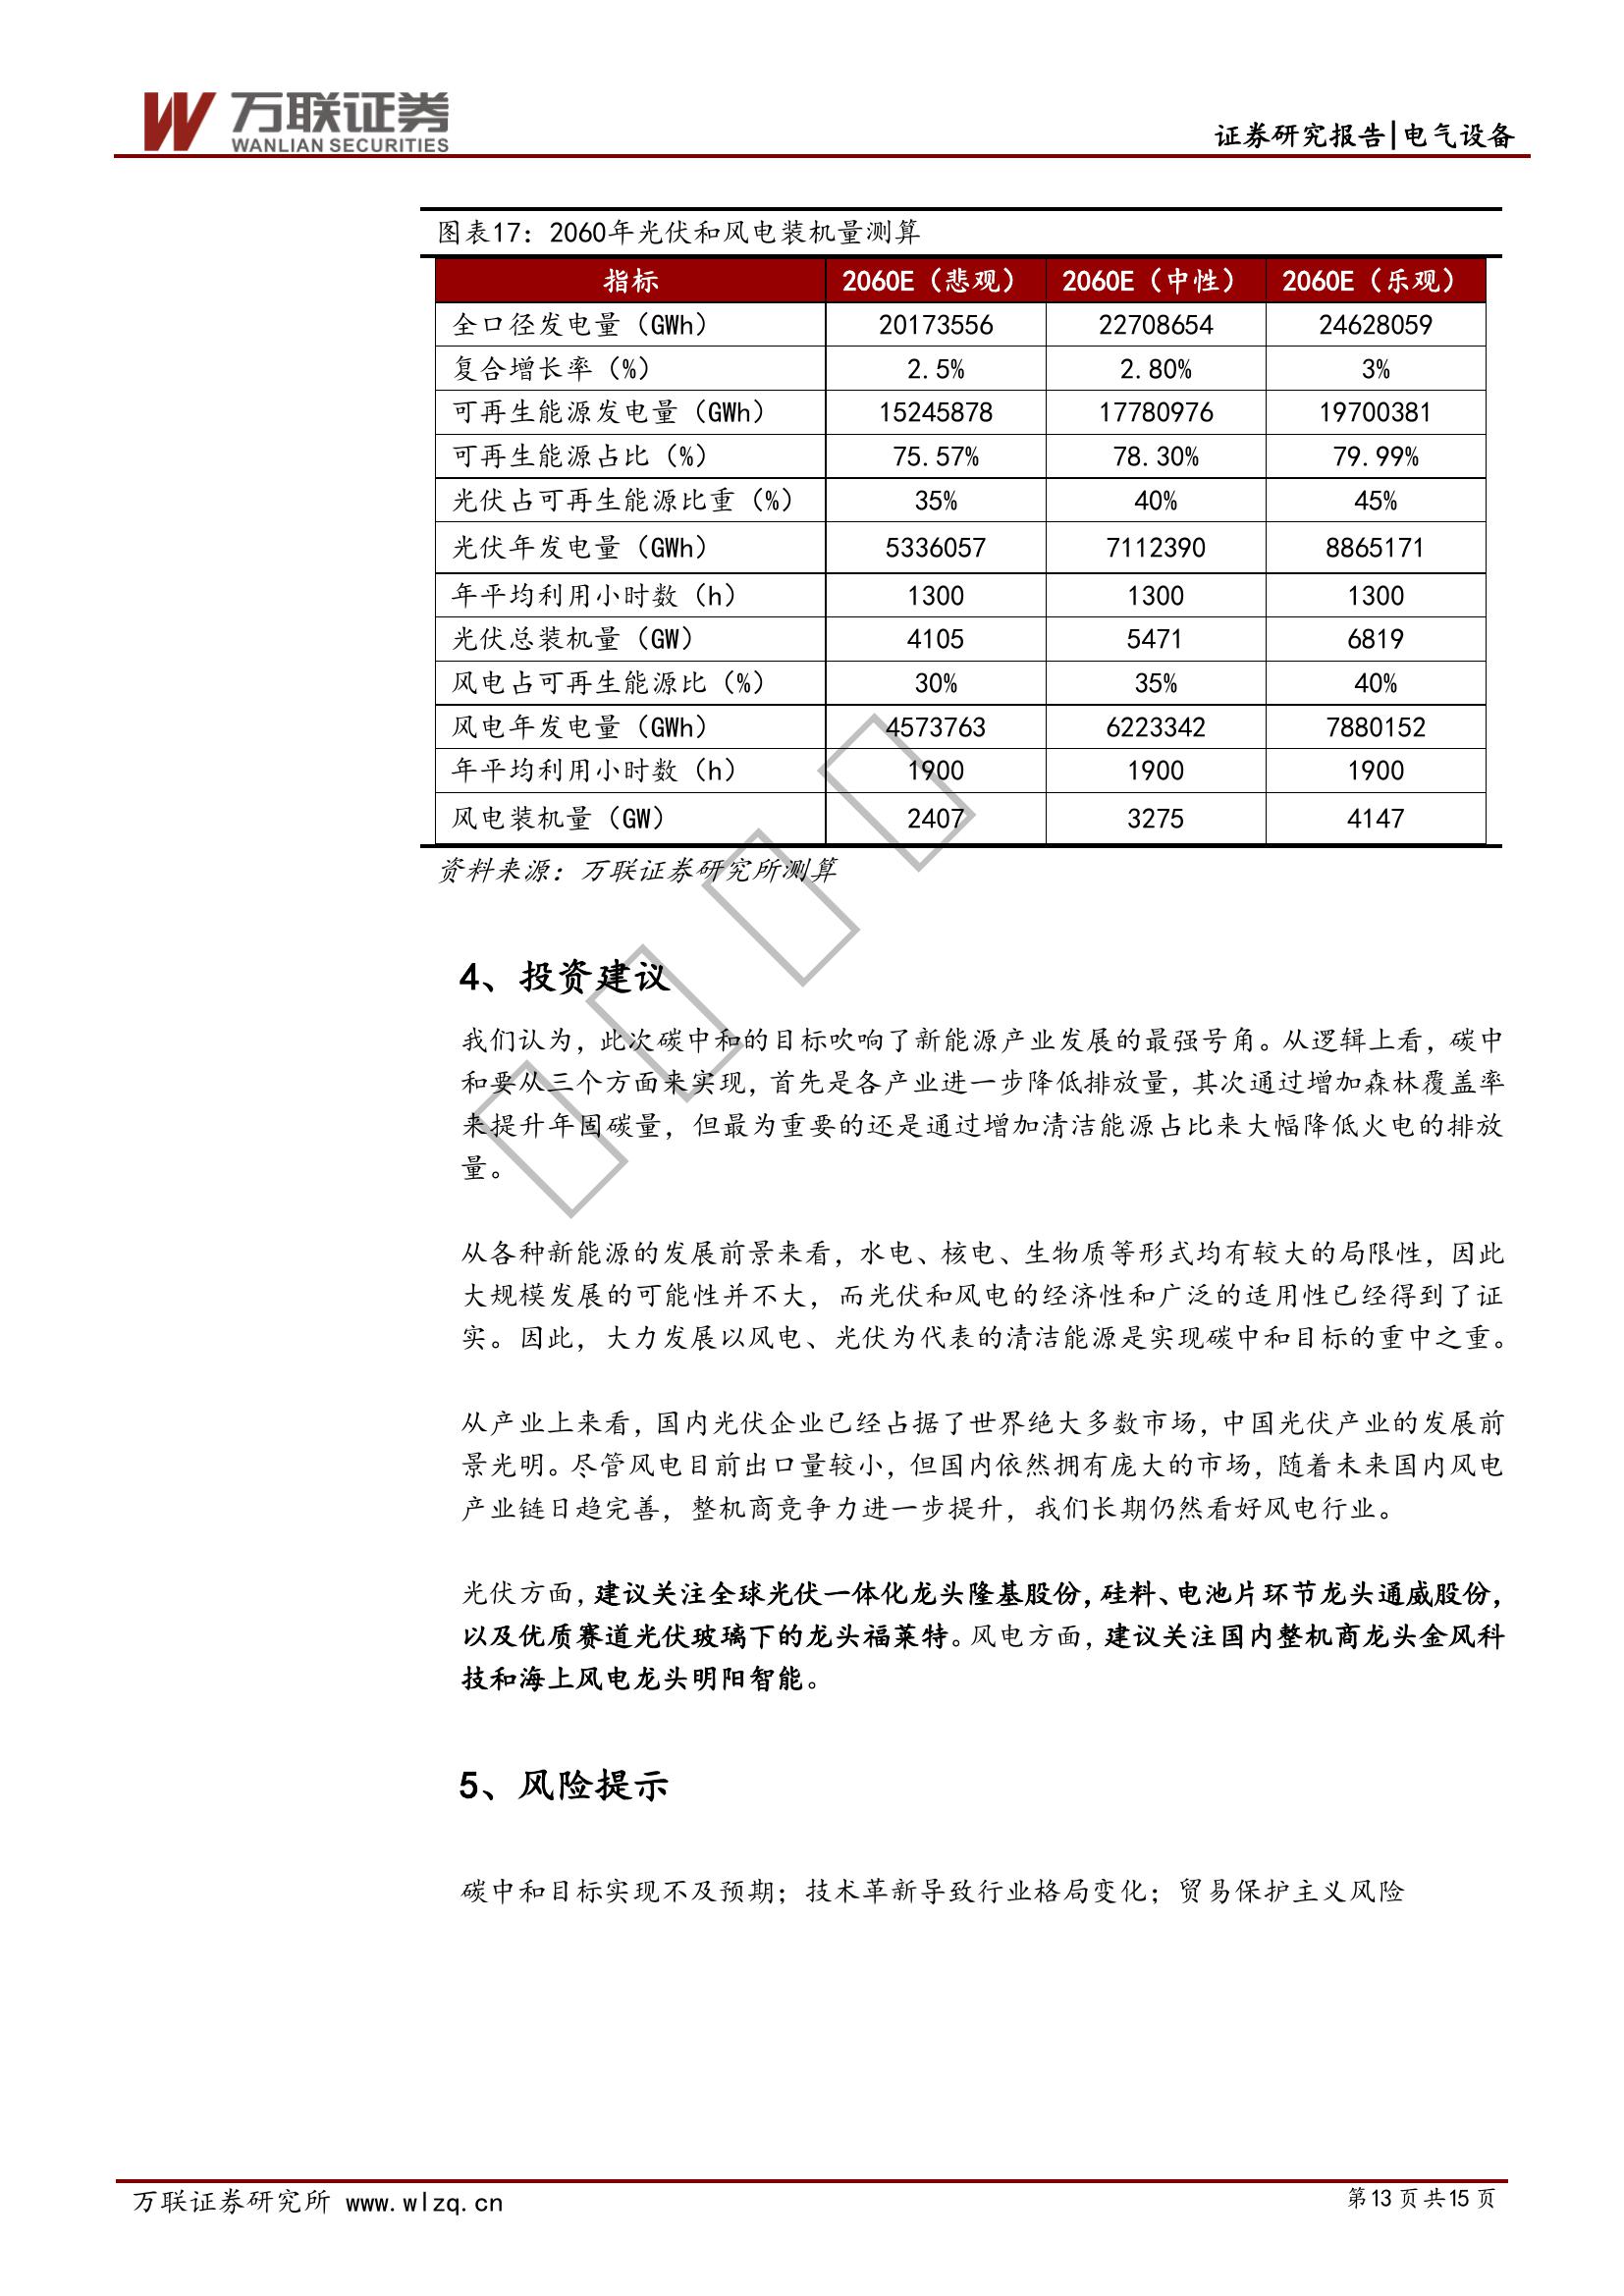 万联证券
WANLIAN SECURITIES
证券研究报告|电气设备
图表17：2060年光伏和风电装机量测算
指标 2060E（悲观） 2060E（中性） 2060E（乐观）
全口径发电量（GWh） 20173556 22708654 24628059
复合增长率（%） 2.5% 2.80% 3%
可再生能源发电量（GWh） 15245878 17780976 19700381
可再生能源占比（%） 75.57% 78.30% 79.99%
光伏占可再生能源比重（%） 35% 40% 45%
光伏年发电量（GWh） 5336057 7112390 8865171
年平均利用小时数（h） 1300 1300 1300
光伏总装机量（GW） 4105 5471 6819
风电占可再生能源比（%） 30% 35% 40%
风电年发电量（GWh） 4573763 6223342 7880152
年平均利用小时数（h） 1900 1900 1900
风电装机量（GW） 2407 3275 4147
资料来源：万联证券研究所测算
4、投资建议
我们认为，此次碳中和的目标吹响了新能源产业发展的最强号角。从逻辑上看，碳中
和要从三个方面来实现，首先是各产业进一步降低排放量，其次通过增加森林覆盖率
来提升年固碳量，但最为重要的还是通过增加清洁能源占比来大幅降低火电的排放
量。
从各种新能源的发展前景来看，水电、核电、生物质等形式均有较大的局限性，因此
大规模发展的可能性并不大，而光伏和风电的经济性和广泛的适用性已经得到了证
实。因此，大力发展以风电、光伏为代表的清洁能源是实现碳中和目标的重中之重。
从产业上来看，国内光伏企业已经占据了世界绝大多数市场，中国光伏产业的发展前
景光明。尽管风电目前出口量较小，但国内依然拥有庞大的市场，随着未来国内风电
产业链日趋完善，整机商竞争力进一步提升，我们长期仍然看好风电行业。
光伏方面，建议关注全球光伏一体化龙头隆基股份，硅料、电池片环节龙头通威股份，
以及优质赛道光伏玻璃下的龙头福莱特。风电方面，建议关注国内整机商龙头金风科
技和海上风电龙头明阳智能。
5、风险提示
碳中和目标实现不及预期；技术革新导致行业格局变化；贸易保护主义风险
万联证券研究所 www.wlzq.cn
第13页共15页